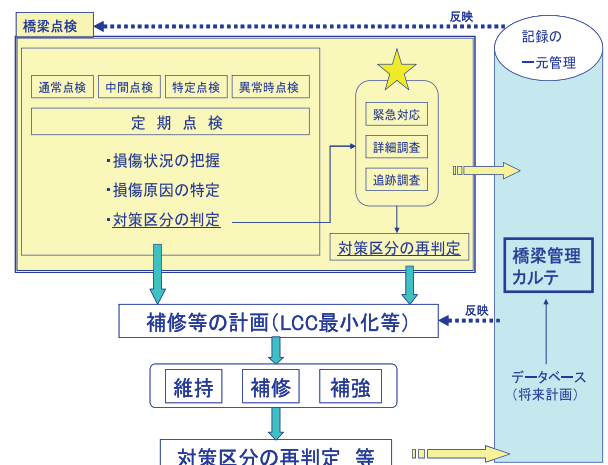 橋梁点検
反映
記録の
一元管理
通常点検
中間点検
特定点検
異常時点検
定期点検
・損傷状況の把握
・損傷原因の特定
・対策区分の判定
緊急対応
詳細調査
追跡調査
対策区分の再判定
橋梁管理
カルテ
補修等の計画(LCC最小化等)
反映
データベース
(将来計画)
維持
補修
補強
対策区分の再判定 等